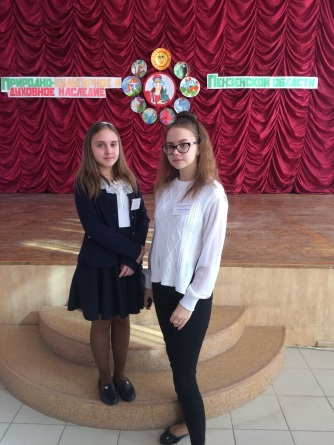 Природно-культурное и
духовное наследие
Пензенской области